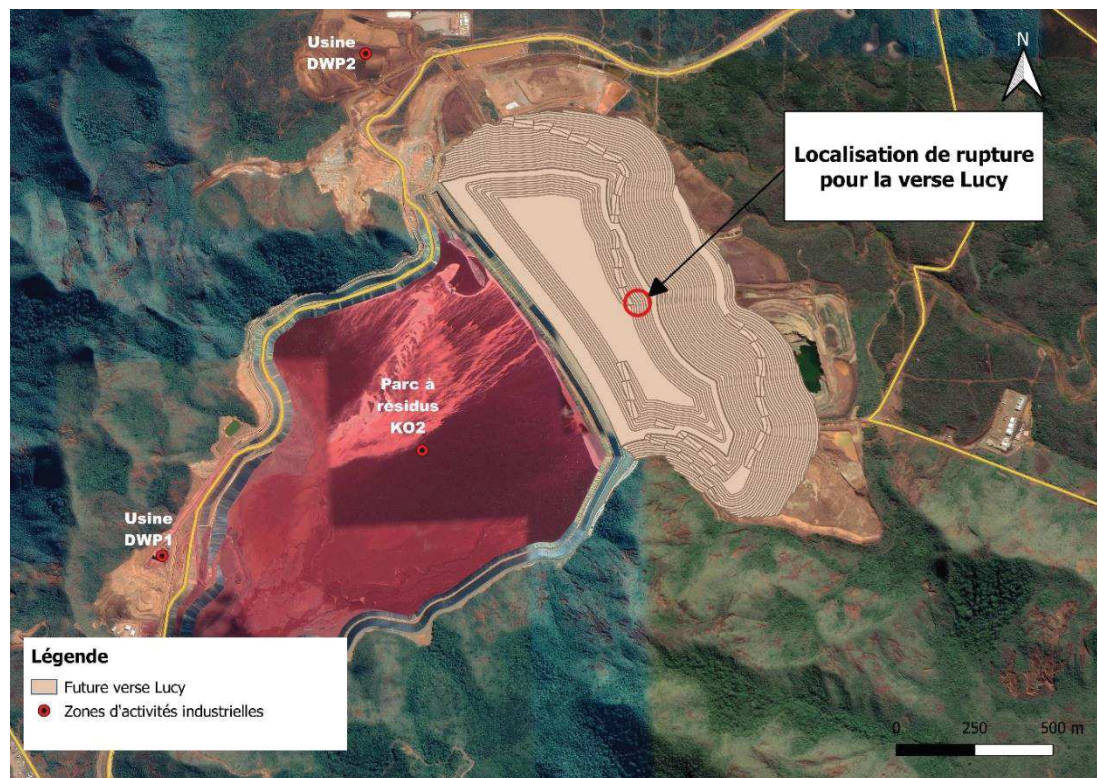 Usine
DWP2
N
Localisation de rupture
pour la verse Lucy
Parc à
résidus
KO2
Usine
DWP1
Légende
Future verse Lucy
Zones d'activités industrielles
0 250 500 m